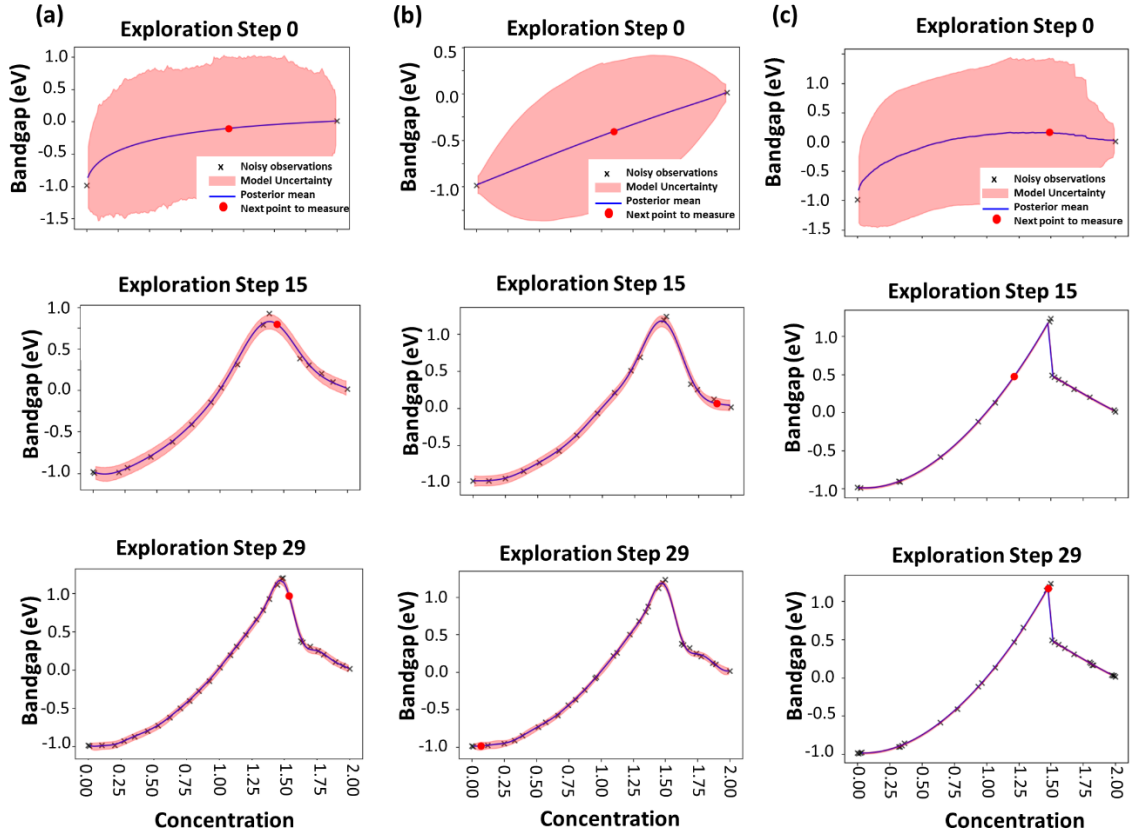 (a)
Exploration Step 0
Bandgap (eV)
1.0
0.5
0.0
-0.5
-1.0
-1.5
Noisy observations
Model Uncertainty
Posterior mean
Next point to measure
(b)
Exploration Step 0
Bandgap (eV)
0.5
0.0
-0.5
-1.0
Noisy observations
Model Uncertainty
Posterior mean
Next point to measure
(c)
Exploration Step 0
Bandgap (eV)
1.0
0.5
0.0
-0.5
-1.0
-1.5
Noisy observations
Model Uncertainty
Posterior mean
Next point to measure
Exploration Step 15
Bandgap (eV)
1.0
0.5
0.0
-0.5
-1.0
Exploration Step 15
Bandgap (eV)
1.0
0.5
0.0
-0.5
-1.0
Exploration Step 15
Bandgap (eV)
1.0
0.5
0.0
-0.5
-1.0
Exploration Step 29
Bandgap (eV)
1.0
0.5
0.0
-0.5
-1.0
0.00
0.25
0.50
0.75
1.00
1.25
1.50
1.75
2.00
Concentration
Exploration Step 29
Bandgap (eV)
1.0
0.5
0.0
-0.5
-1.0
0.00
0.25
0.50
0.75
1.00
1.25
1.50
1.75
2.00
Concentration
Exploration Step 29
Bandgap (eV)
1.0
0.5
0.0
-0.5
-1.0
0.00
0.25
0.50
0.75
1.00
1.25
1.50
1.75
2.00
Concentration